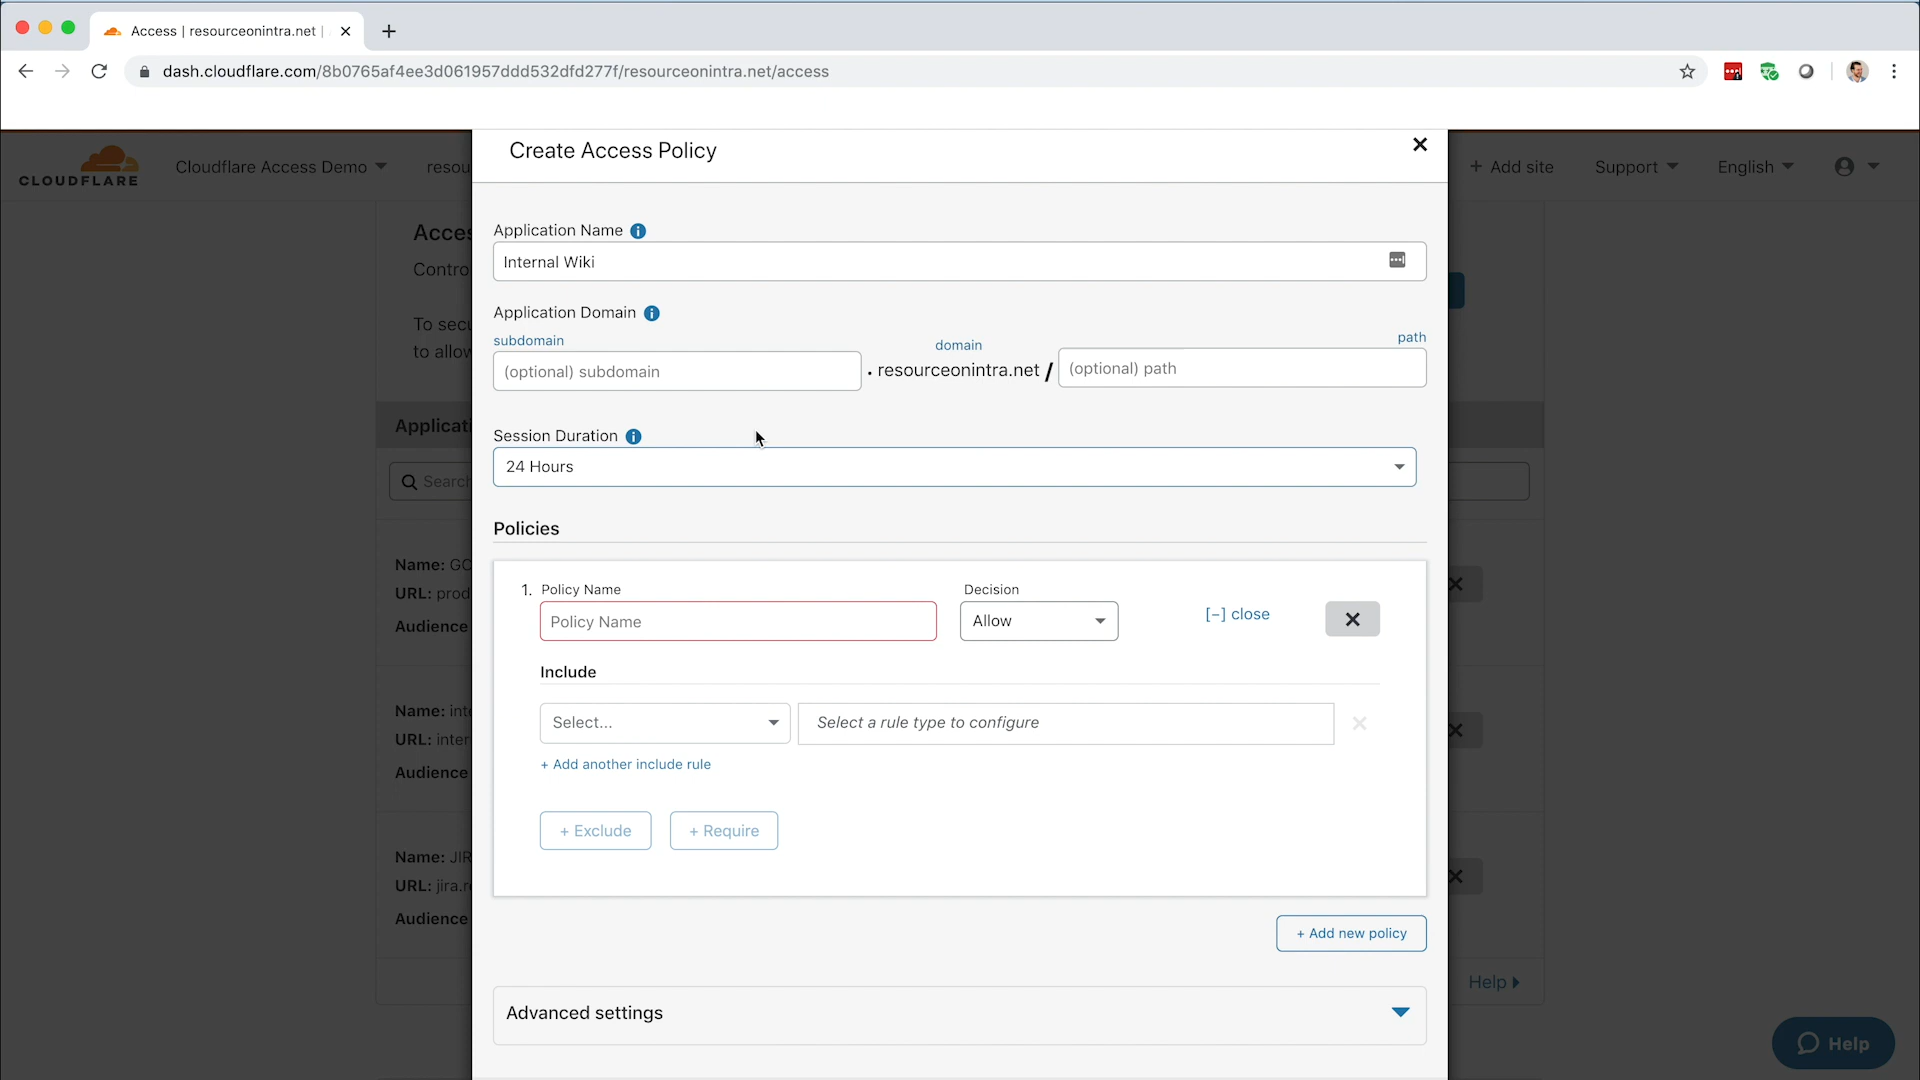 Access | resourceonintra.net |
dash.cloudflare.com/8b0765af4ee3d061957ddd532dfd277f/resourceonintra.net/access
Create Access Policy
CLOUDFLARE
Cloudflare Access Demo
resou
+ Add site
Support
English
Acces
Contro
To secu
to allow
Application Name
Internal Wiki
Application Domain
subdomain
domain
path
(optional) subdomain
. resourceonintra.net /
(optional) path
Applicati
Session Duration
24 Hours
Search
Policies
Name: GO
URL: prod
Audience
1. Policy Name
Decision
Policy Name
Allow
[–] close
Include
Select...
Select a rule type to configure
+ Add another include rule
Name: inte
URL: inter
Audience
+ Exclude
+ Require
Name: JIR
URL: jira.r
Audience
+ Add new policy
Help
Advanced settings
Help